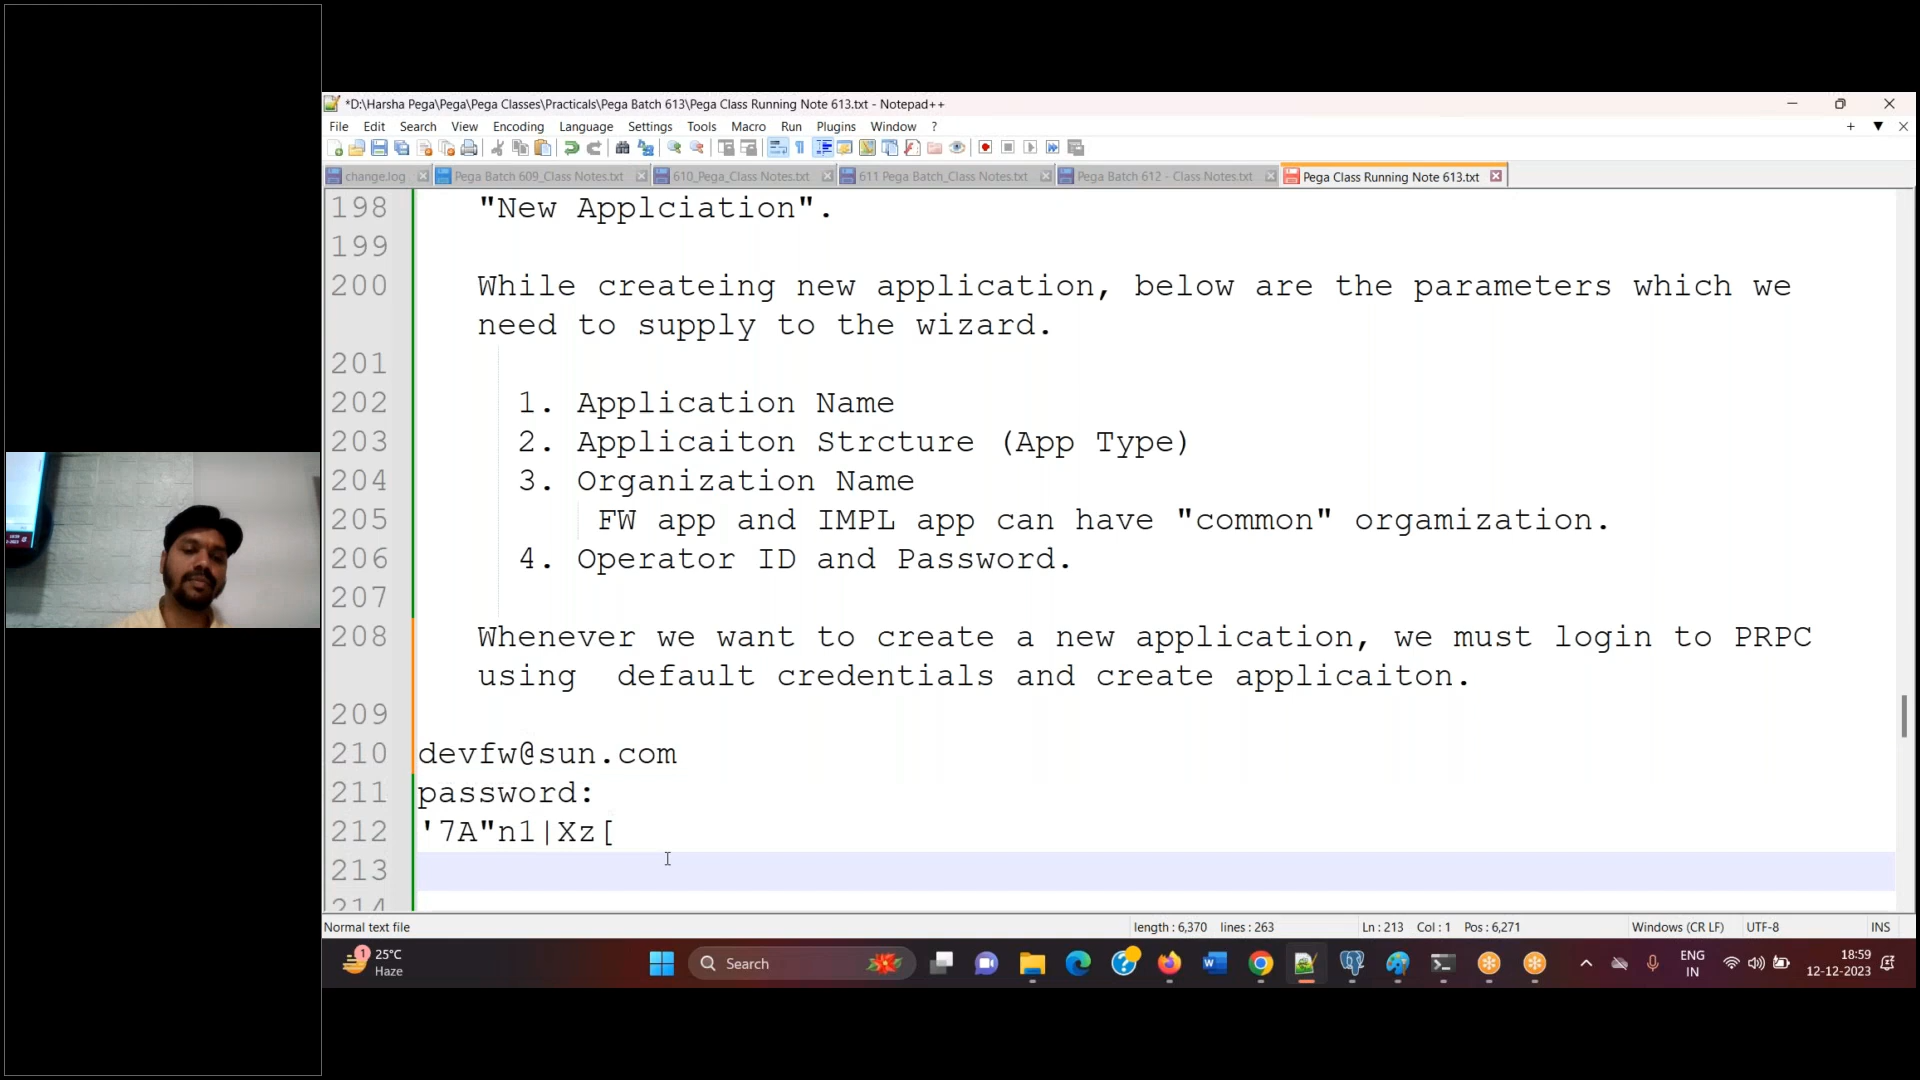 *D:\Harsha Pega\Pega\Pega Classes\Practicals\Pega Batch 613\Pega Class Running Note 613.txt - Notepad++
File Edit Search View Encoding Language Settings Tools Macro Run Plugins Window ?
change.log Pega Batch 609_Class Notes.txt 610_Pega_Class Notes.txt 611 Pega Batch_Class Notes.txt Pega Batch 612 - Class Notes.txt Pega Class Running Note 613.txt
198 "New Applciation".
199
200 While createing new application, below are the parameters which we
need to supply to the wizard.
201
202 1. Application Name
203 2. Applicaiton Strcture (App Type)
204 3. Organization Name
205 FW app and IMPL app can have "common" orgamization.
206 4. Operator ID and Password.
207
208 Whenever we want to create a new application, we must login to PRPC
using default credentials and create applicaiton.
209
210 devfw@sun.com
211 password:
212 '7A"n1|Xz[
213
214
Normal text file length : 6,370 lines : 263 Ln : 213 Col : 1 Pos : 6,271 Windows (CR LF) UTF-8 INS
1 25°C
Haze
Search
ENG
IN
18:59
12-12-2023